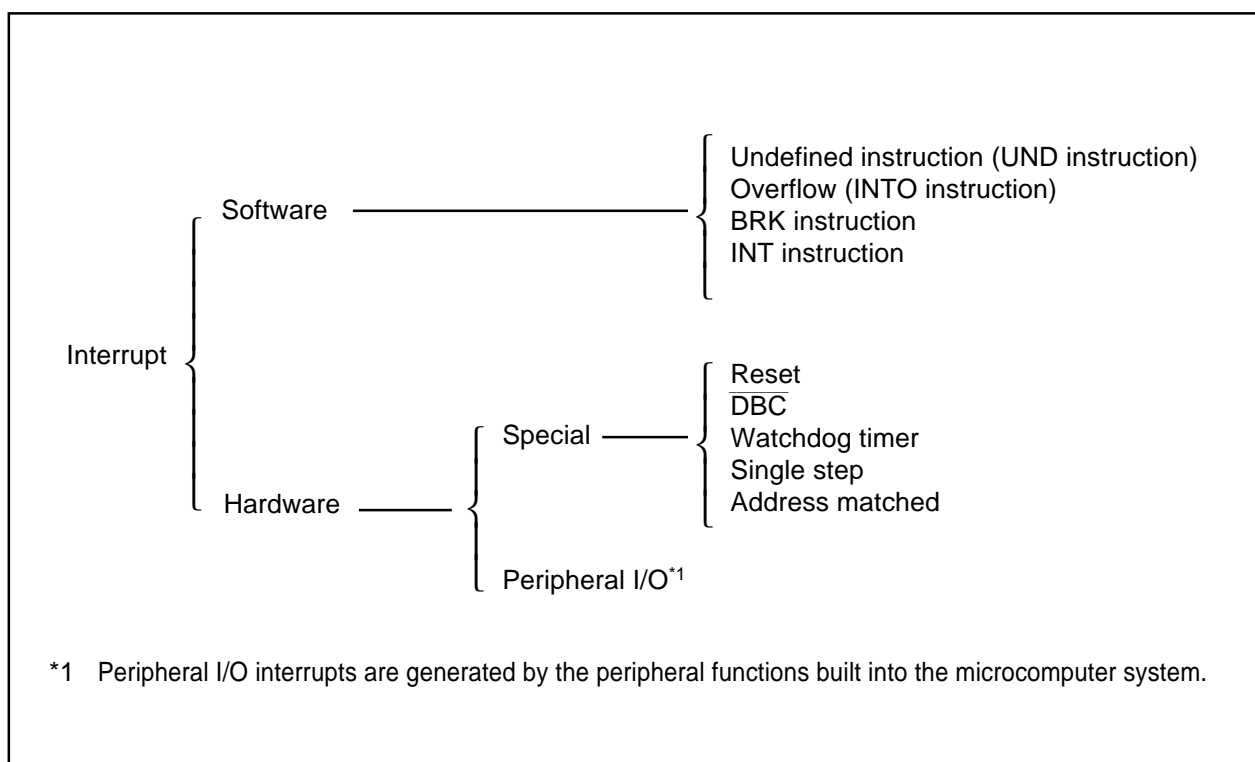 Undefined instruction (UND instruction)
Overflow (INTO instruction)
Software
BRK instruction
INT instruction
Interrupt
Reset
D̅B̅C̅
Special
Watchdog timer
Single step
Hardware
Address matched
Peripheral I/O*1
*1 Peripheral I/O interrupts are generated by the peripheral functions built into the microcomputer system.